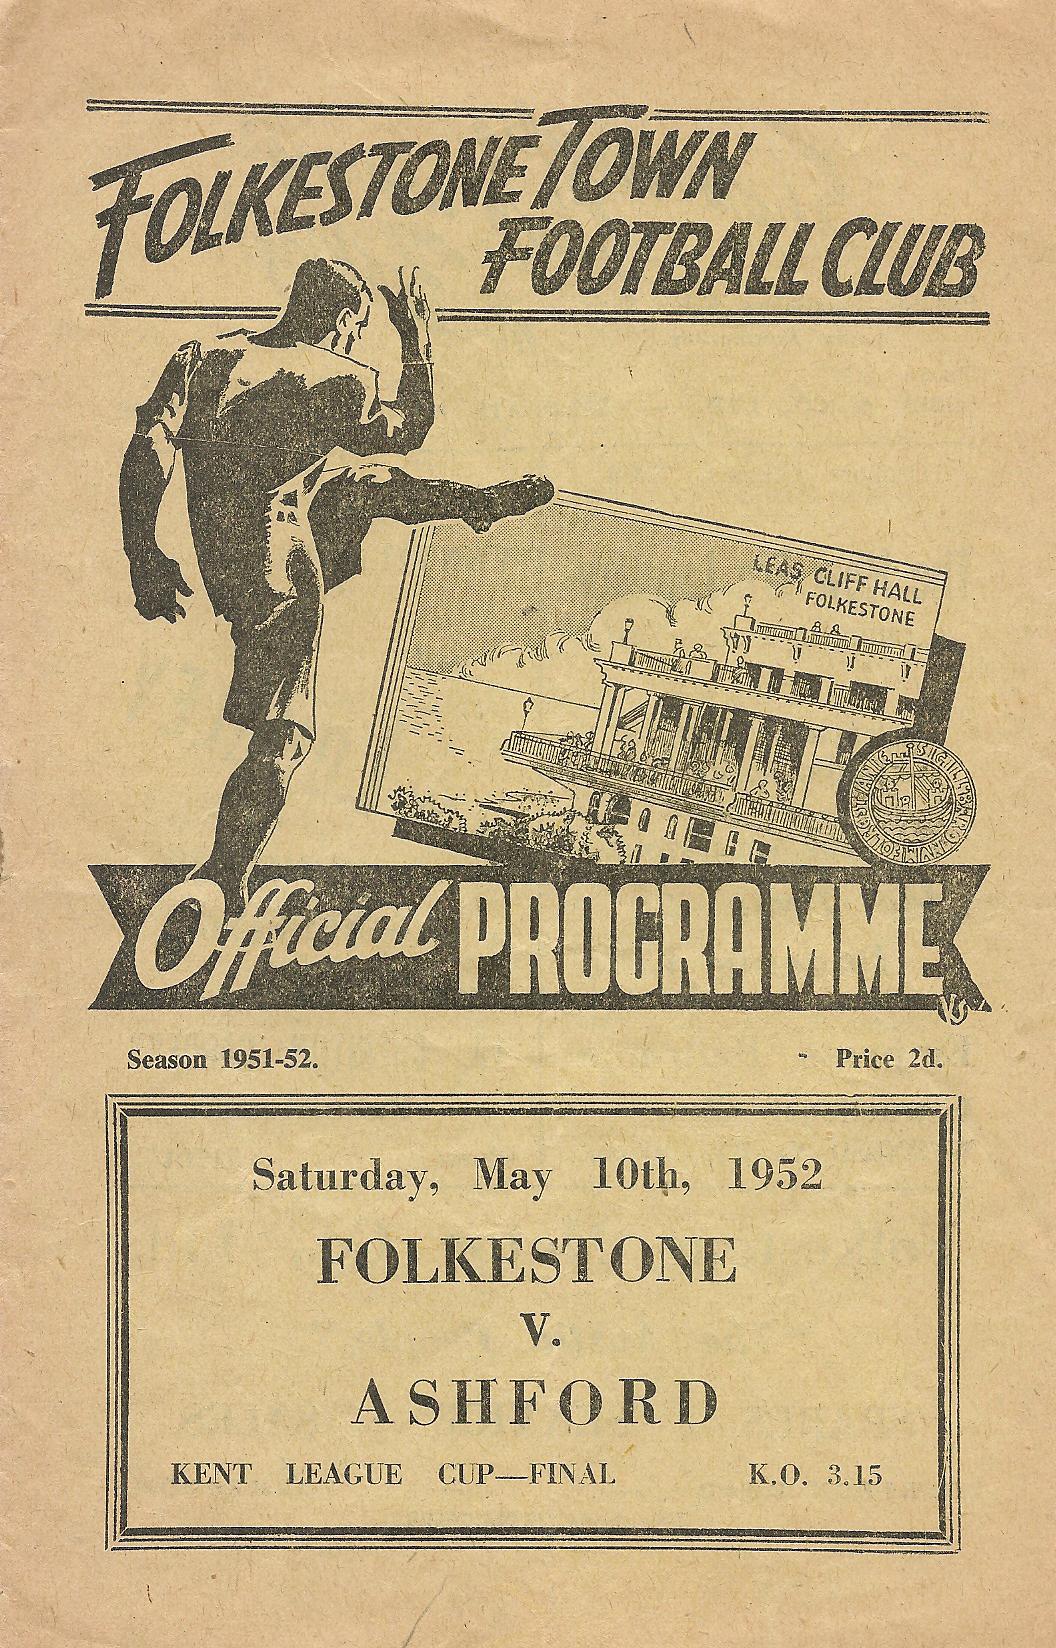 FOLKESTONE TOWN
FOOTBALL CLUB
LEAS CLIFF HALL
FOLKESTONE
Official PROGRAMME
Season 1951-52.
Price 2d.
Saturday, May 10th, 1952
FOLKESTONE
v.
ASHFORD
KENT LEAGUE CUP—FINAL K.O. 3.15